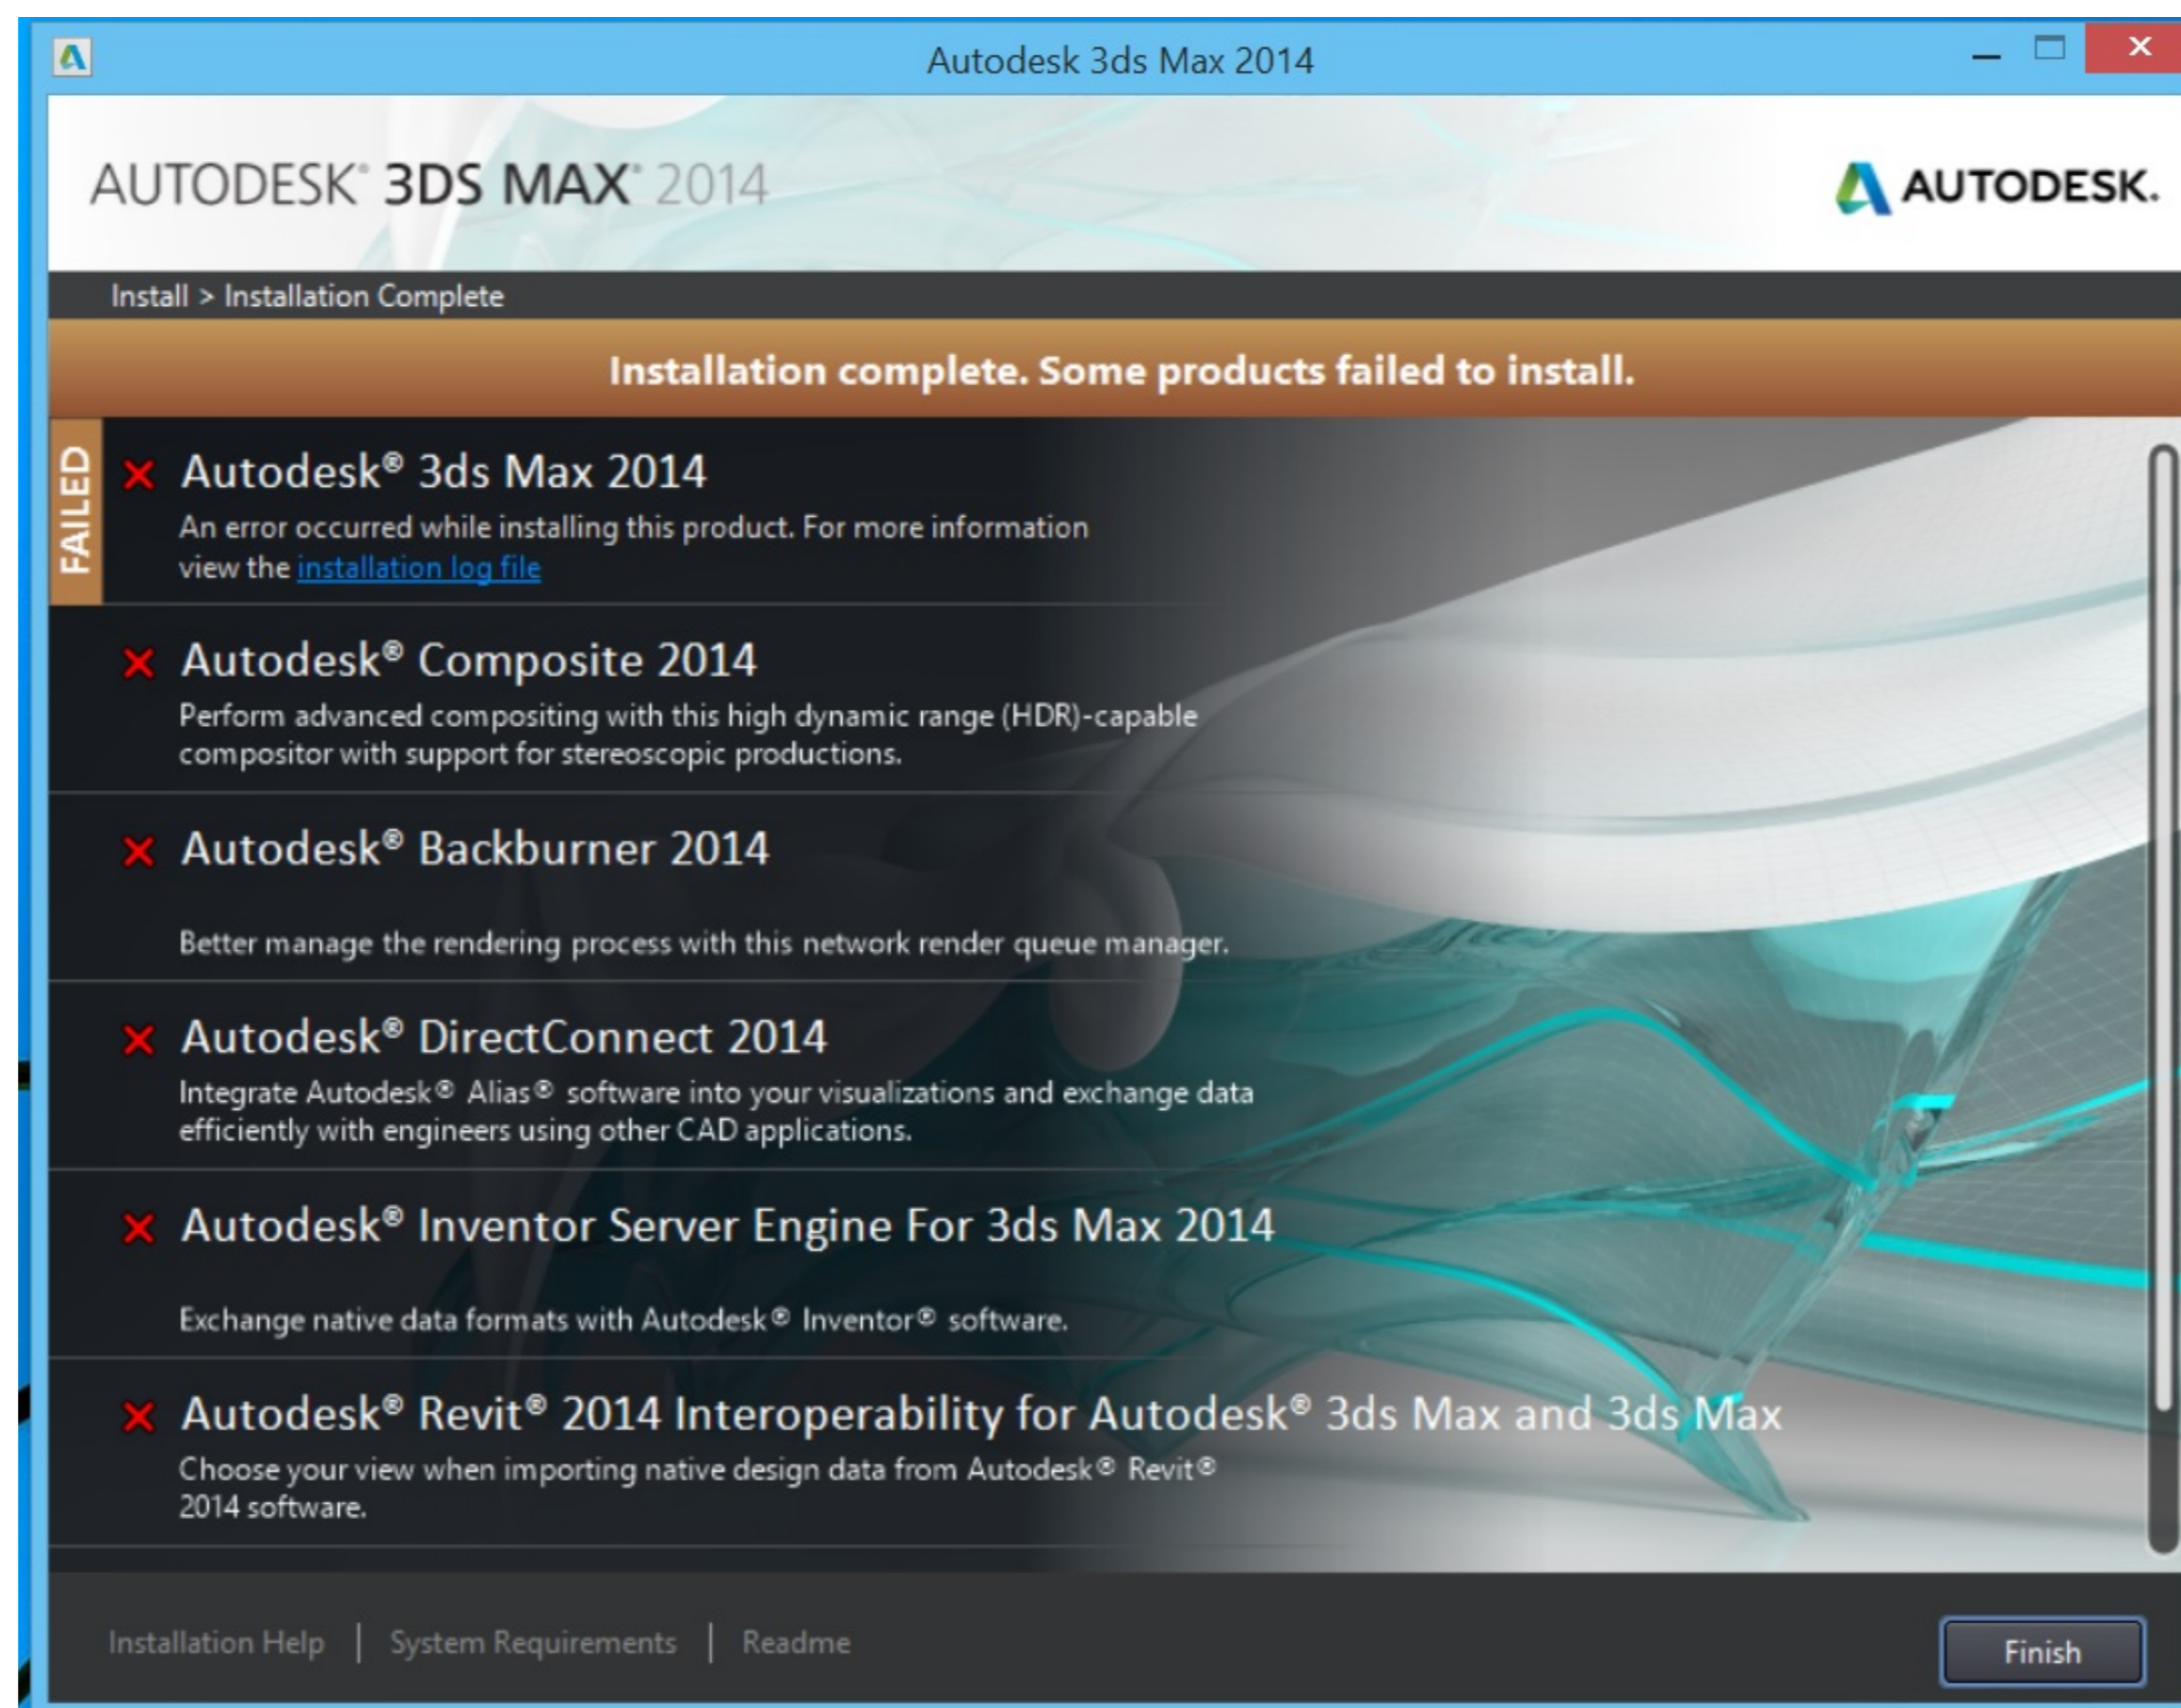 Autodesk 3ds Max 2014
AUTODESK® 3DS MAX® 2014
AUTODESK.
Install > Installation Complete
Installation complete. Some products failed to install.
FAILED
Autodesk® 3ds Max 2014
An error occurred while installing this product. For more information
view the installation log file
Autodesk® Composite 2014
Perform advanced compositing with this high dynamic range (HDR)-capable
compositor with support for stereoscopic productions.
Autodesk® Backburner 2014
Better manage the rendering process with this network render queue manager.
Autodesk® DirectConnect 2014
Integrate Autodesk® Alias® software into your visualizations and exchange data
efficiently with engineers using other CAD applications.
Autodesk® Inventor Server Engine For 3ds Max 2014
Exchange native data formats with Autodesk® Inventor® software.
Autodesk® Revit® 2014 Interoperability for Autodesk® 3ds Max and 3ds Max
Choose your view when importing native design data from Autodesk® Revit®
2014 software.
Installation Help | System Requirements | Readme
Finish